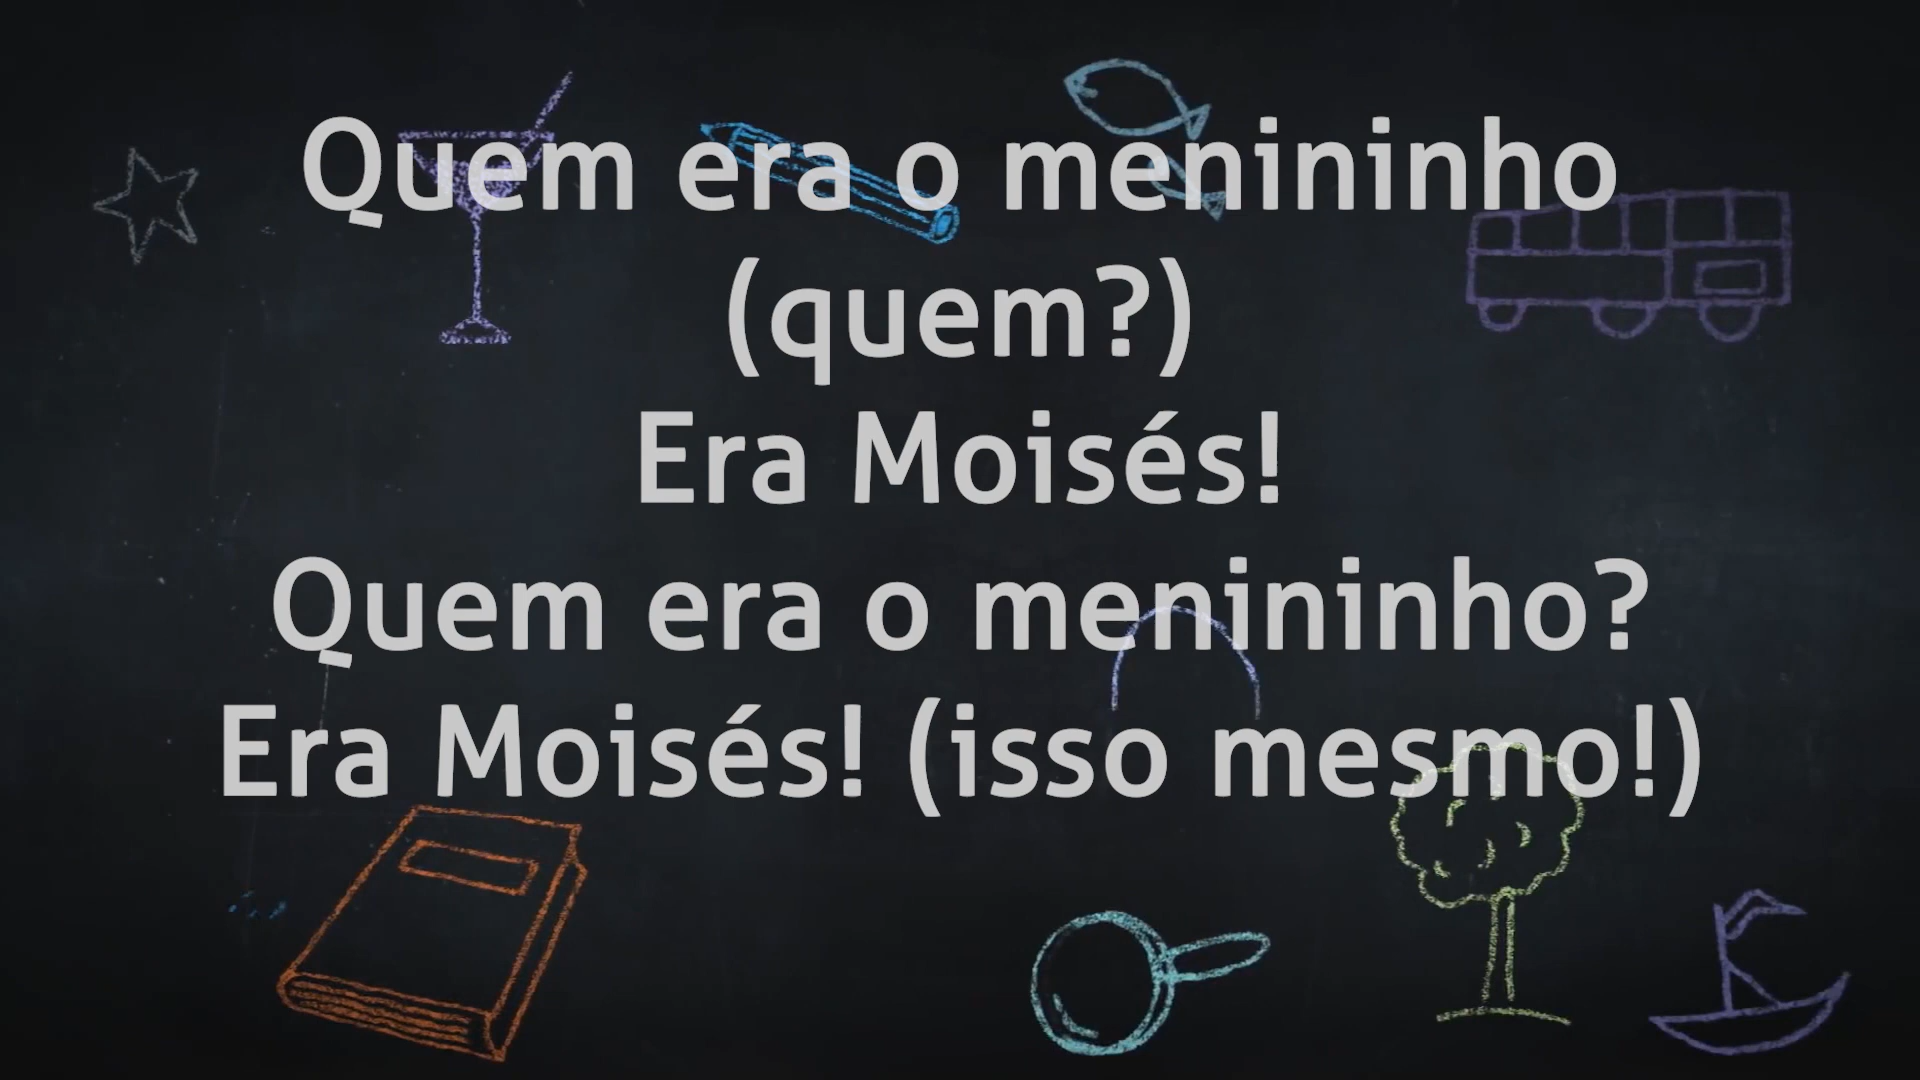 Quem era o menininho
(quem?)
Era Moisés!
Quem era o menininho?
Era Moisés! (isso mesmo!)